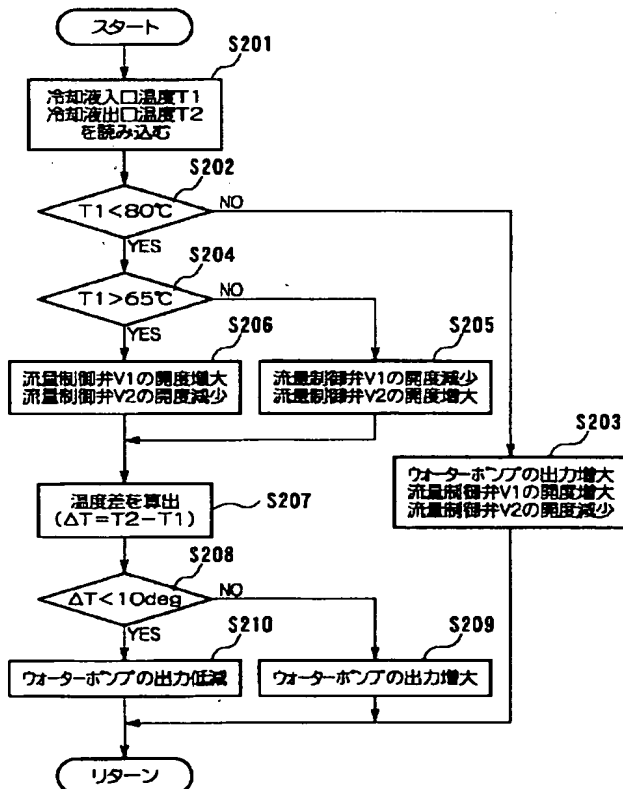 スタート
S201
冷却液入口温度T1
冷却液出口温度T2
を読み込む
S202
T1<80℃
NO
YES
S204
T1>65℃
NO
YES
S206
流量制御弁V1の開度増大
流量制御弁V2の開度減少
S205
流量制御弁V1の開度減少
流量制御弁V2の開度増大
S203
ウォーターポンプの出力増大
流量制御弁V1の開度増大
流量制御弁V2の開度減少
S207
温度差を算出
(△T=T2-T1)
S208
△T<10deg
NO
YES
S210
ウォーターポンプの出力低減
S209
ウォーターポンプの出力増大
リターン